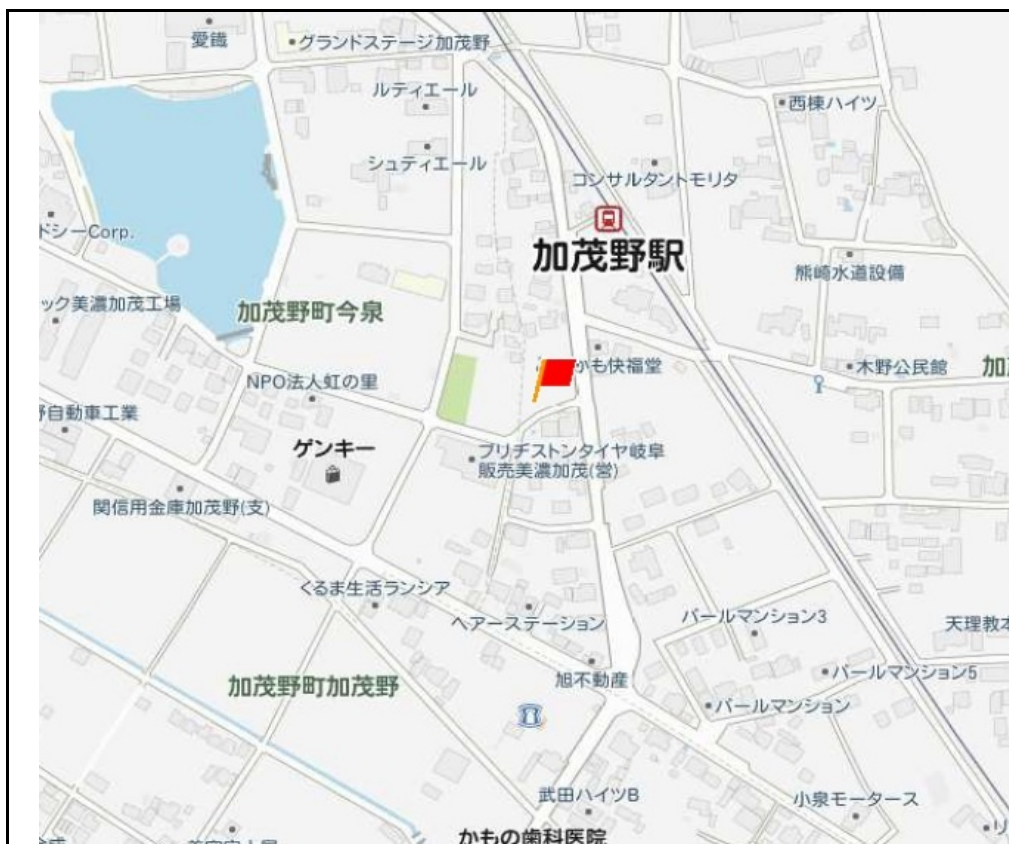 愛鐵
グランドステージ加茂野
ルティエール
西棟ハイツ
シュティエール
コンサルタントモリタ
ドシーCorp.
加茂野駅
熊崎水道設備
ック美濃加茂工場
加茂野町今泉
かも快福堂
木野公民館
加
NPO法人虹の里
野自動車工業
ゲンキー
ブリヂストンタイヤ岐阜
販売美濃加茂(営)
関信用金庫加茂野(支)
くるま生活ランシア
ヘアーステーション
パールマンション3
天理教本
旭不動産
パールマンション5
加茂野町加茂野
パールマンション
武田ハイツB
小泉モータース
かもの歯科医院
リ